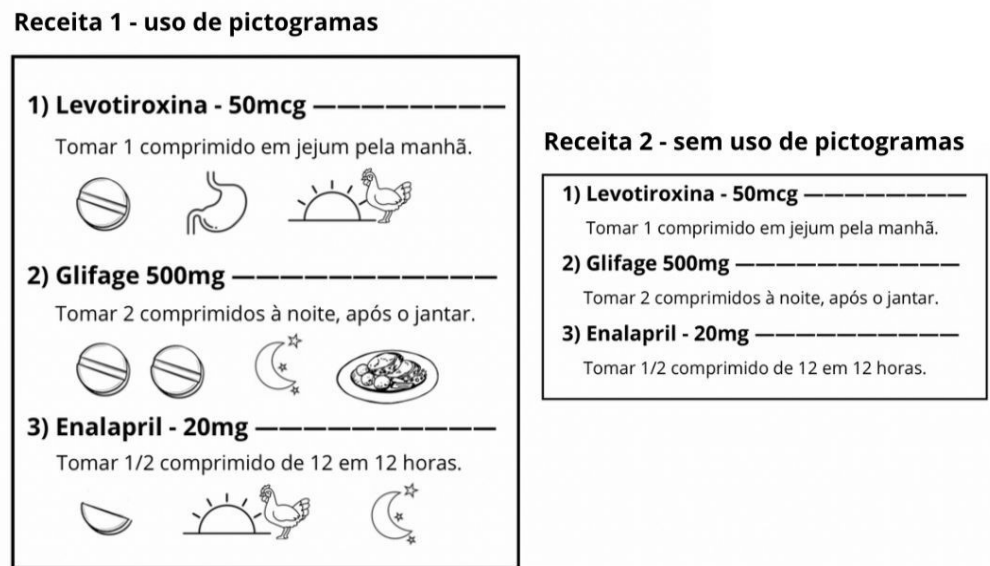 Receita 1 - uso de pictogramas
1) Levotiroxina - 50mcg ————————
Tomar 1 comprimido em jejum pela manhã.
2) Glifage 500mg ———————————
Tomar 2 comprimidos à noite, após o jantar.
3) Enalapril - 20mg ——————————
Tomar 1/2 comprimido de 12 em 12 horas.
Receita 2 - sem uso de pictogramas
1) Levotiroxina - 50mcg ————————
Tomar 1 comprimido em jejum pela manhã.
2) Glifage 500mg ———————————
Tomar 2 comprimidos à noite, após o jantar.
3) Enalapril - 20mg ——————————
Tomar 1/2 comprimido de 12 em 12 horas.